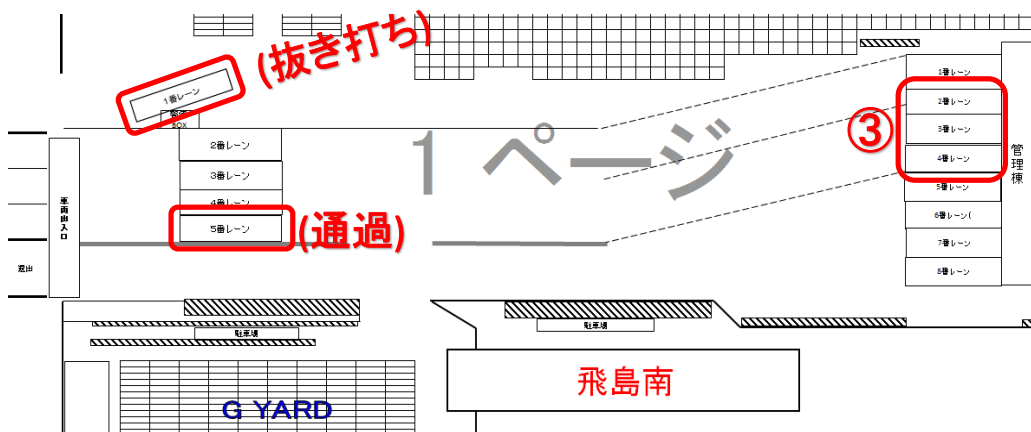 (抜き打ち)
1番レーン
BOX
2番レーン
3番レーン
4番レーン
5番レーン
(通過)
車両出入口
退出
1 ページ
③
1番レーン
2番レーン
3番レーン
4番レーン
5番レーン
6番レーン(
7番レーン
8番レーン
管理棟
駐車場
駐車場
G YARD
飛島南